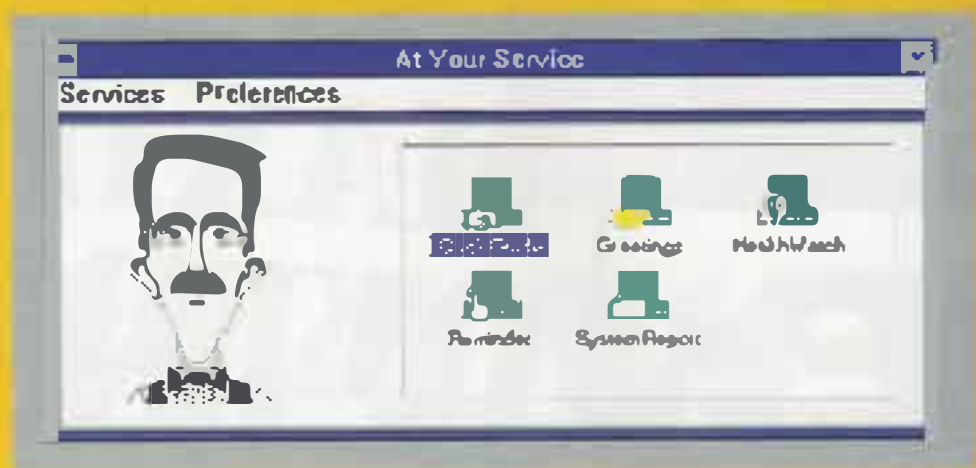 At Your Service
Services Preferences
Greetings HealthWatch
Reminder System Report